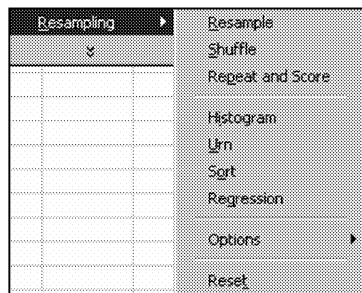 Resampling
Resample
Shuffle
Repeat and Score
Histogram
Urn
Sort
Regression
Options
Reset